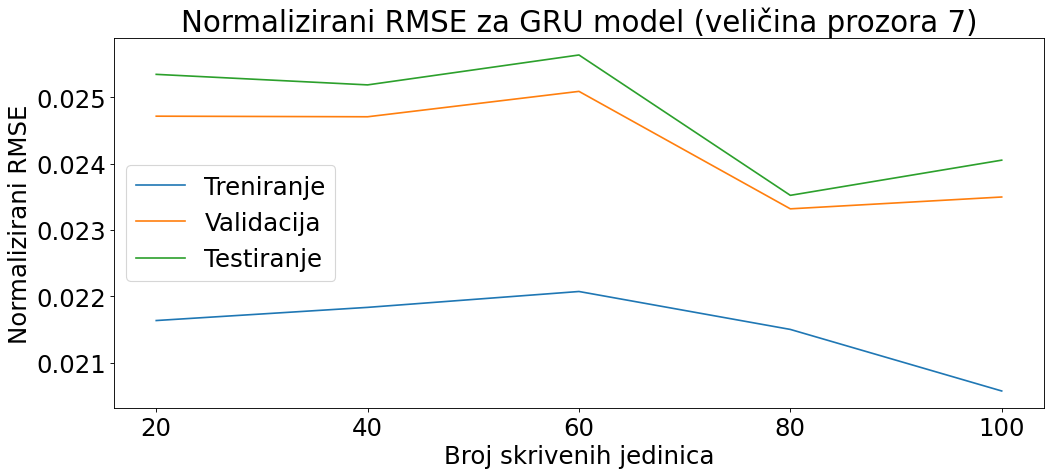 Normalizirani RMSE za GRU model (veličina prozora 7)
Normalizirani RMSE
0.025
0.024
0.023
0.022
0.021
Treniranje
Validacija
Testiranje
20 40 60 80 100
Broj skrivenih jedinica